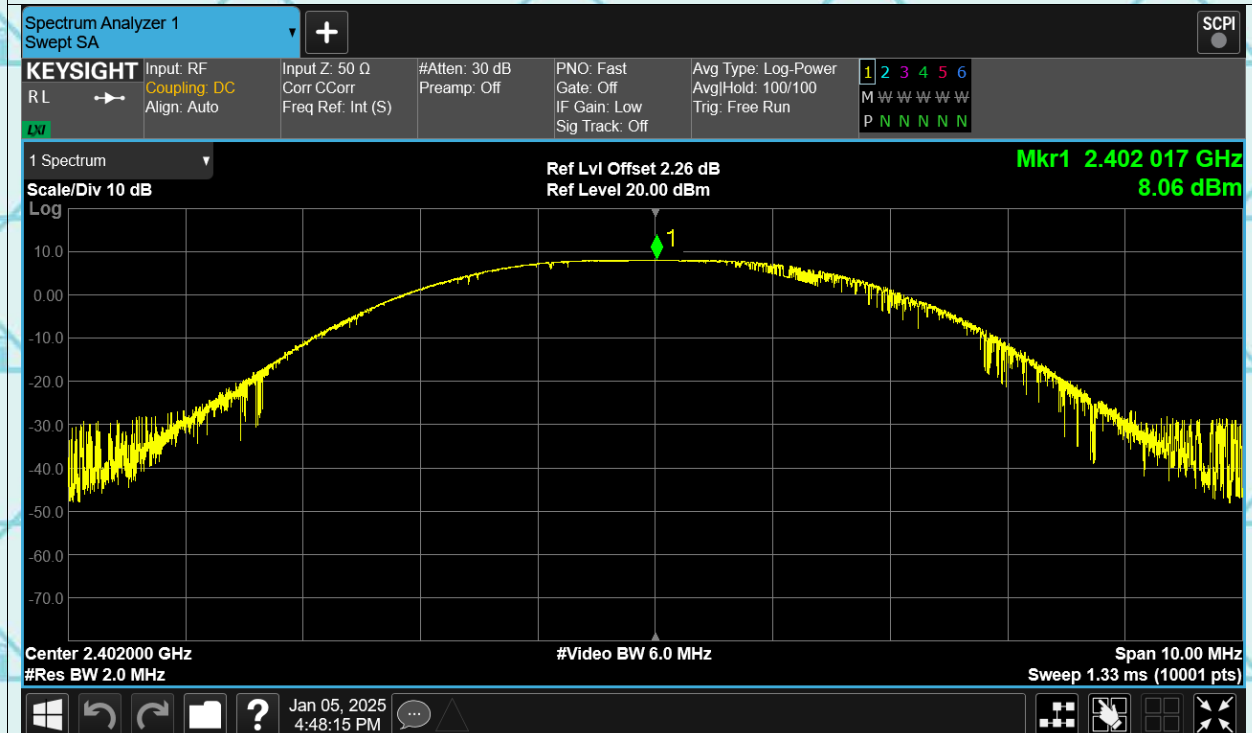 Spectrum Analyzer 1
Swept SA
+
SCPI
KEYSIGHT
RL
LXI
Input: RF
Coupling: DC
Align: Auto
Input Z: 50 Ω
Corr CCorr
Freq Ref: Int (S)
#Atten: 30 dB
Preamp: Off
PNO: Fast
Gate: Off
IF Gain: Low
Sig Track: Off
Avg Type: Log-Power
Avg|Hold: 100/100
Trig: Free Run
1 2 3 4 5 6
M W W W W W W
P N N N N N N
1 Spectrum
Scale/Div 10 dB
Log
Ref Lvl Offset 2.26 dB
Ref Level 20.00 dBm
Mkr1 2.402 017 GHz
8.06 dBm
1
10.0
0.00
-10.0
-20.0
-30.0
-40.0
-50.0
-60.0
-70.0
Center 2.402000 GHz
#Res BW 2.0 MHz
#Video BW 6.0 MHz
Span 10.00 MHz
Sweep 1.33 ms (10001 pts)
?
Jan 05, 2025
4:48:15 PM